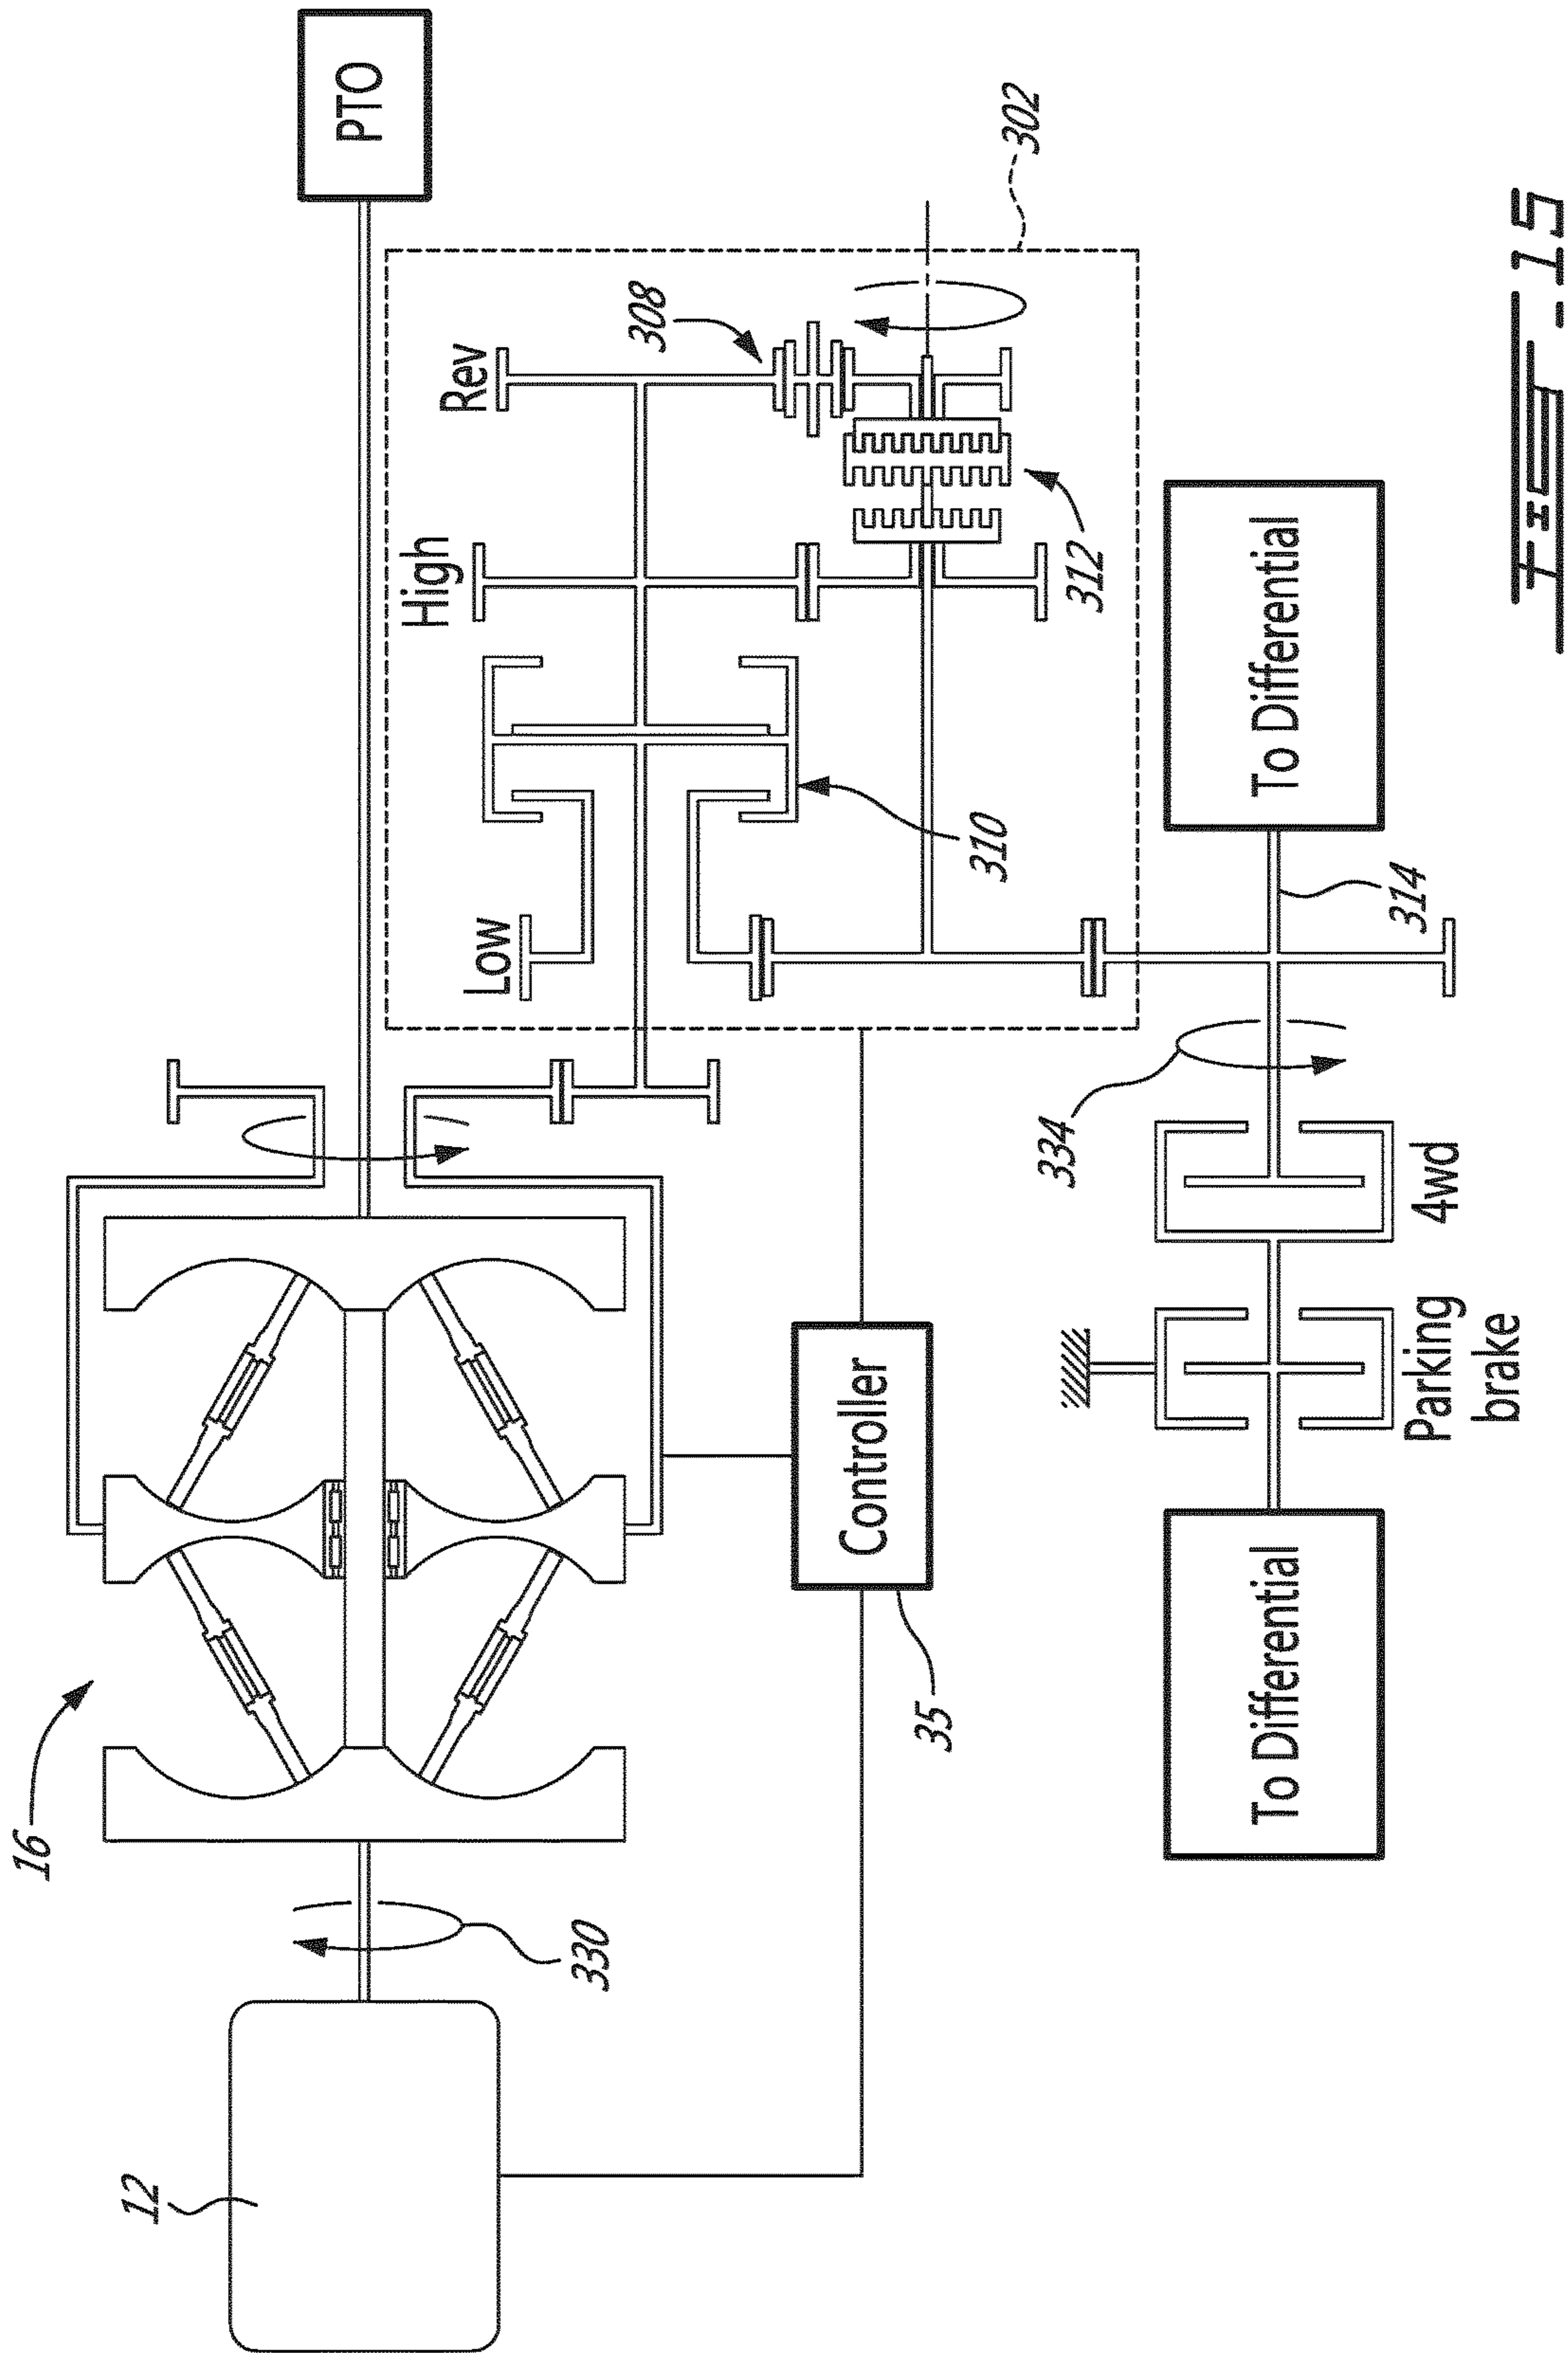 12
16
330
PTO
Low
High
Rev
308
302
310
312
Controller
35
334
314
4wd
Parking
brake
To Differential
To Differential
FIG - 15